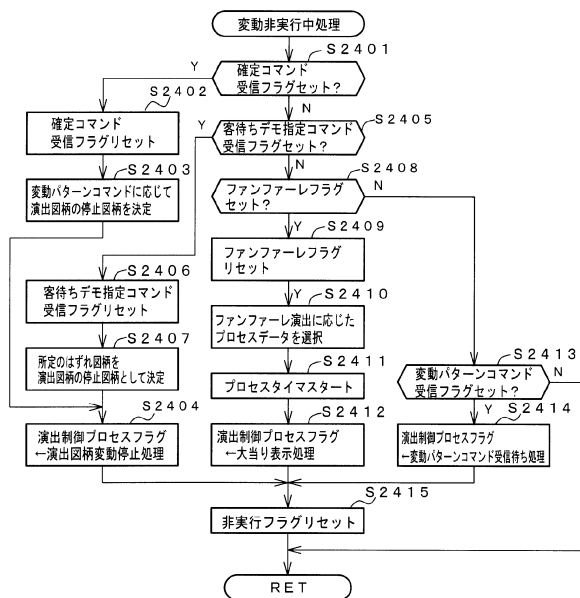 変動非実行中処理
S2401
確定コマンド
受信フラグセット?
Y
N
S2402
確定コマンド
受信フラグリセット
S2403
変動パターンコマンドに応じて
演出図柄の停止図柄を決定
S2405
客待ちデモ指定コマンド
受信フラグセット?
Y
N
S2406
客待ちデモ指定コマンド
受信フラグリセット
S2407
所定のはずれ図柄を
演出図柄の停止図柄として決定
S2404
演出制御プロセスフラグ
←演出図柄変動停止処理
S2408
ファンファーレフラグ
セット?
N
Y
S2409
ファンファーレフラグ
リセット
Y
S2410
ファンファーレ演出に応じた
プロセスデータを選択
S2411
プロセスタイマスタート
S2412
演出制御プロセスフラグ
←大当り表示処理
S2413
変動パターンコマンド
受信フラグセット?
N
Y
S2414
演出制御プロセスフラグ
←変動パターンコマンド受信待ち処理
S2415
非実行フラグリセット
RET